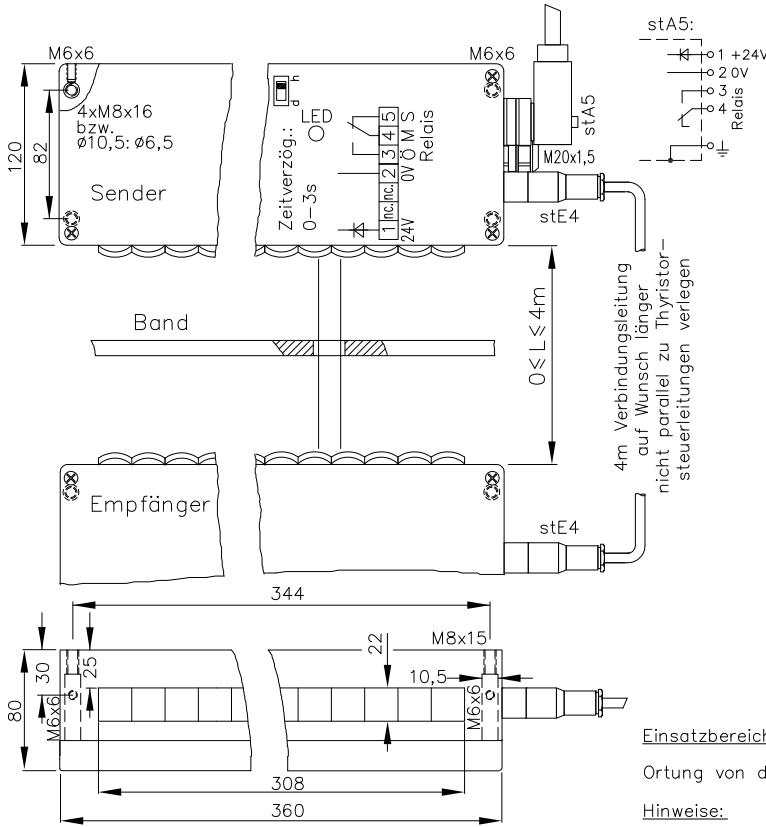 stA5:
M6x6
M6x6
1 +24V
2 0V
3
4
Relais
h
d
LED
4xM8x16
bzw.
ø10,5: ø6,5
120
82
Sender
Zeitverzög.:
0–3s
1 nc. nc. 2 3 4 5
24V
0V Ö M S
Relais
stA5
M20x1,5
stE4
Band
0≤L≤4m
4m Verbindungsleitung
auf Wunsch länger
nicht parallel zu Thyristor–
steuerleitungen verlegen
Empfänger
stE4
344
M8x15
22
10,5
30
25
80
M6x6
M6x6
308
360
Einsatzbereich
Ortung von d
Hinweise: